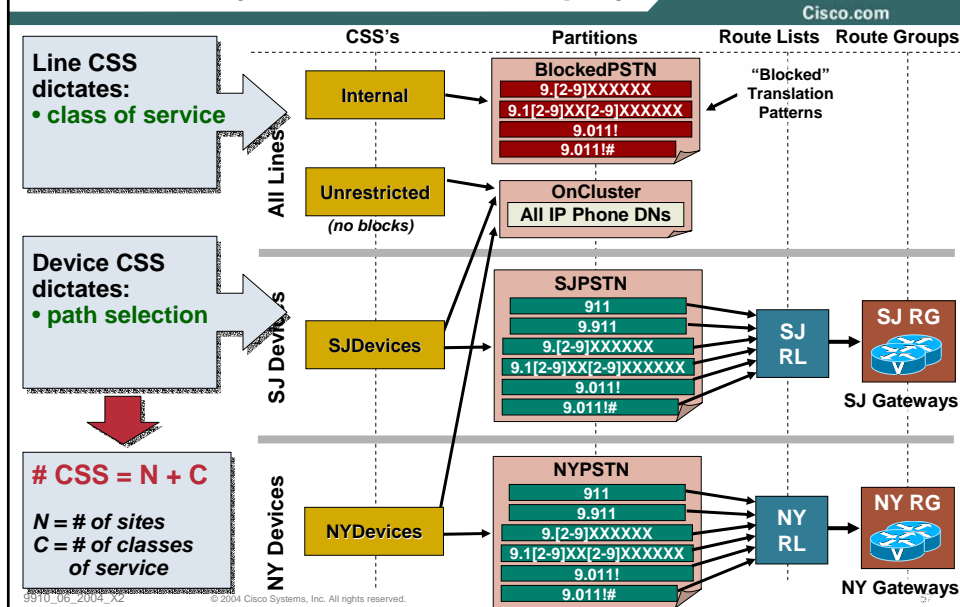 Cisco.com
CSS's
Partitions
Route Lists
Route Groups
Line CSS
dictates:
• class of service
All Lines
Internal
Unrestricted
(no blocks)
BlockedPSTN
9.[2-9]XXXXXX
9.1[2-9]XX[2-9]XXXXXX
9.011!
9.011!#
"Blocked"
Translation
Patterns
OnCluster
All IP Phone DNs
Device CSS
dictates:
• path selection
SJ Devices
SJDevices
SJPSTN
911
9.911
9.[2-9]XXXXXX
9.1[2-9]XX[2-9]XXXXXX
9.011!
9.011!#
SJ
RL
SJ RG
V
SJ Gateways
# CSS = N + C
N = # of sites
C = # of classes
of service
NY Devices
NYDevices
NYPSTN
911
9.911
9.[2-9]XXXXXX
9.1[2-9]XX[2-9]XXXXXX
9.011!
9.011!#
NY
RL
NY RG
V
NY Gateways
9910_06_2004_X2
© 2004 Cisco Systems, Inc. All rights reserved.